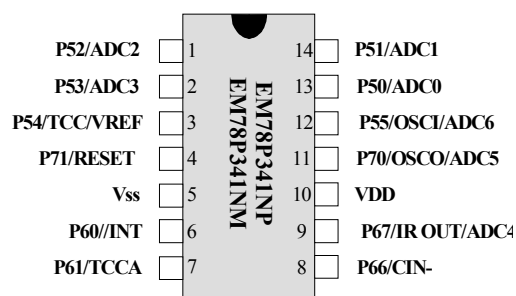 P52/ADC2 1 14 P51/ADC1
P53/ADC3 2 13 P50/ADC0
P54/TCC/VREF 3 12 P55/OSCI/ADC6
P71/RESET 4 11 P70/OSCO/ADC5
Vss 5 10 VDD
P60//INT 6 9 P67/IR OUT/ADC4
P61/TCCA 7 8 P66/CIN-
EM78P341NP
EM78P341NM